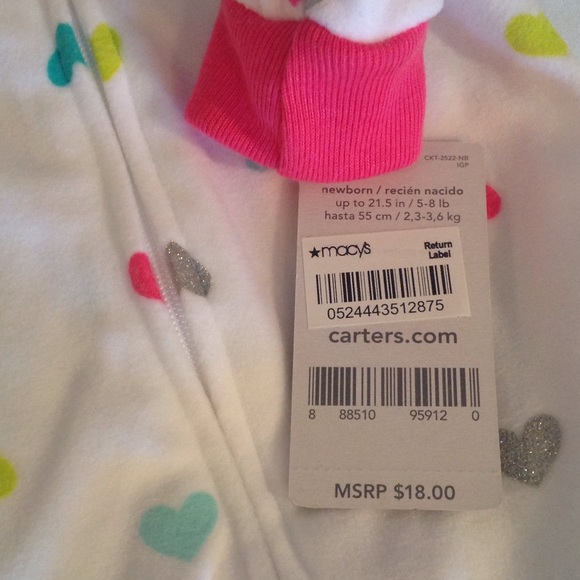 CKT-2522-NB
IGP
newborn / recién nacido
up to 21.5 in / 5-8 lb
hasta 55 cm / 2,3-3,6 kg
★macy's Return Label
0524443512875
carters.com
8 88510 95912 0
MSRP $18.00